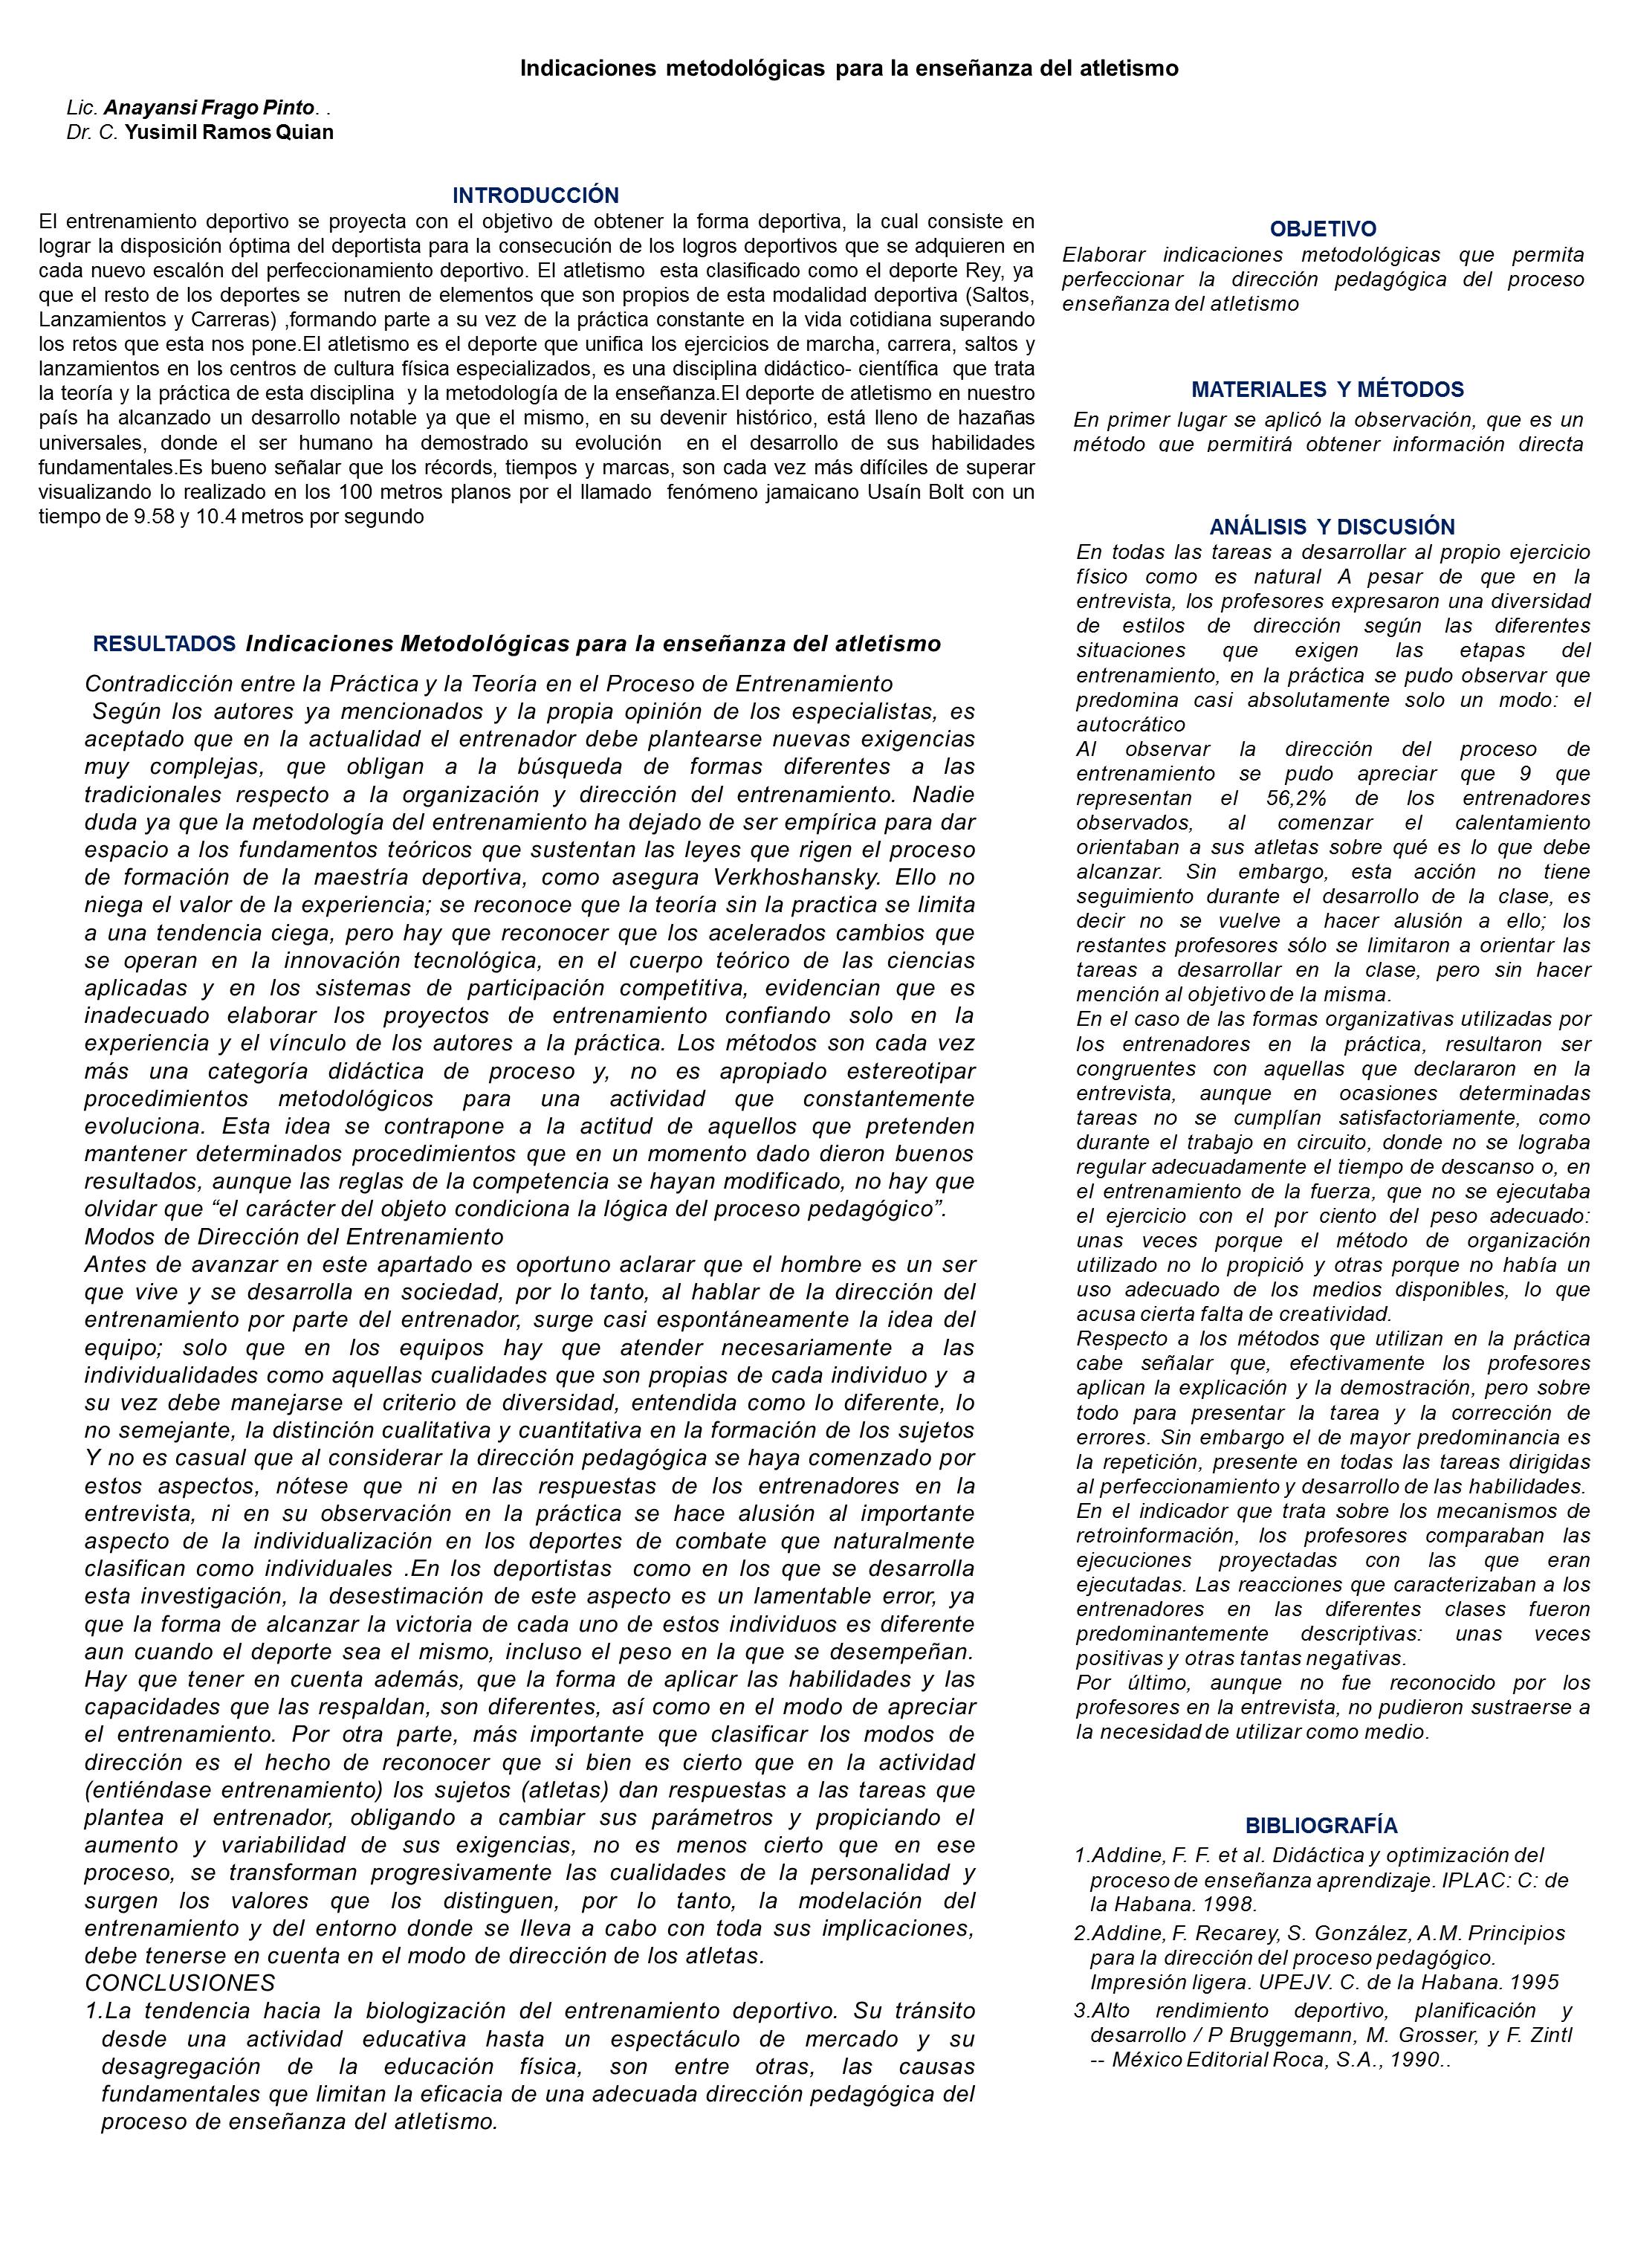 Indicaciones metodológicas para la enseñanza del atletismo
Lic. Anayansi Frago Pinto. .
Dr. C. Yusimil Ramos Quian
INTRODUCCIÓN
El entrenamiento deportivo se proyecta con el objetivo de obtener la forma deportiva, la cual consiste en
lograr la disposición óptima del deportista para la consecución de los logros deportivos que se adquieren en
cada nuevo escalón del perfeccionamiento deportivo. El atletismo esta clasificado como el deporte Rey, ya
que el resto de los deportes se nutren de elementos que son propios de esta modalidad deportiva (Saltos,
Lanzamientos y Carreras) ,formando parte a su vez de la práctica constante en la vida cotidiana superando
los retos que esta nos pone.El atletismo es el deporte que unifica los ejercicios de marcha, carrera, saltos y
lanzamientos en los centros de cultura física especializados, es una disciplina didáctico- científica que trata
la teoría y la práctica de esta disciplina y la metodología de la enseñanza.El deporte de atletismo en nuestro
país ha alcanzado un desarrollo notable ya que el mismo, en su devenir histórico, está lleno de hazañas
universales, donde el ser humano ha demostrado su evolución en el desarrollo de sus habilidades
fundamentales.Es bueno señalar que los récords, tiempos y marcas, son cada vez más difíciles de superar
visualizando lo realizado en los 100 metros planos por el llamado fenómeno jamaicano Usaín Bolt con un
tiempo de 9.58 y 10.4 metros por segundo
RESULTADOS Indicaciones Metodológicas para la enseñanza del atletismo
Contradicción entre la Práctica y la Teoría en el Proceso de Entrenamiento
Según los autores ya mencionados y la propia opinión de los especialistas, es
aceptado que en la actualidad el entrenador debe plantearse nuevas exigencias
muy complejas, que obligan a la búsqueda de formas diferentes a las
tradicionales respecto a la organización y dirección del entrenamiento. Nadie
duda ya que la metodología del entrenamiento ha dejado de ser empírica para dar
espacio a los fundamentos teóricos que sustentan las leyes que rigen el proceso
de formación de la maestría deportiva, como asegura Verkhoshansky. Ello no
niega el valor de la experiencia; se reconoce que la teoría sin la practica se limita
a una tendencia ciega, pero hay que reconocer que los acelerados cambios que
se operan en la innovación tecnológica, en el cuerpo teórico de las ciencias
aplicadas y en los sistemas de participación competitiva, evidencian que es
inadecuado elaborar los proyectos de entrenamiento confiando solo en la
experiencia y el vínculo de los autores a la práctica. Los métodos son cada vez
más una categoría didáctica de proceso y, no es apropiado estereotipar
procedimientos metodológicos para una actividad que constantemente
evoluciona. Esta idea se contrapone a la actitud de aquellos que pretenden
mantener determinados procedimientos que en un momento dado dieron buenos
resultados, aunque las reglas de la competencia se hayan modificado, no hay que
olvidar que “el carácter del objeto condiciona la lógica del proceso pedagógico”.
Modos de Dirección del Entrenamiento
Antes de avanzar en este apartado es oportuno aclarar que el hombre es un ser
que vive y se desarrolla en sociedad, por lo tanto, al hablar de la dirección del
entrenamiento por parte del entrenador, surge casi espontáneamente la idea del
equipo; solo que en los equipos hay que atender necesariamente a las
individualidades como aquellas cualidades que son propias de cada individuo y a
su vez debe manejarse el criterio de diversidad, entendida como lo diferente, lo
no semejante, la distinción cualitativa y cuantitativa en la formación de los sujetos
Y no es casual que al considerar la dirección pedagógica se haya comenzado por
estos aspectos, nótese que ni en las respuestas de los entrenadores en la
entrevista, ni en su observación en la práctica se hace alusión al importante
aspecto de la individualización en los deportes de combate que naturalmente
clasifican como individuales .En los deportistas como en los que se desarrolla
esta investigación, la desestimación de este aspecto es un lamentable error, ya
que la forma de alcanzar la victoria de cada uno de estos individuos es diferente
aun cuando el deporte sea el mismo, incluso el peso en la que se desempeñan.
Hay que tener en cuenta además, que la forma de aplicar las habilidades y las
capacidades que las respaldan, son diferentes, así como en el modo de apreciar
el entrenamiento. Por otra parte, más importante que clasificar los modos de
dirección es el hecho de reconocer que si bien es cierto que en la actividad
(entiéndase entrenamiento) los sujetos (atletas) dan respuestas a las tareas que
plantea el entrenador, obligando a cambiar sus parámetros y propiciando el
aumento y variabilidad de sus exigencias, no es menos cierto que en ese
proceso, se transforman progresivamente las cualidades de la personalidad y
surgen los valores que los distinguen, por lo tanto, la modelación del
entrenamiento y del entorno donde se lleva a cabo con toda sus implicaciones,
debe tenerse en cuenta en el modo de dirección de los atletas.
CONCLUSIONES
1.La tendencia hacia la biologización del entrenamiento deportivo. Su tránsito
desde una actividad educativa hasta un espectáculo de mercado y su
desagregación de la educación física, son entre otras, las causas
fundamentales que limitan la eficacia de una adecuada dirección pedagógica del
proceso de enseñanza del atletismo.
OBJETIVO
Elaborar indicaciones metodológicas que permita
perfeccionar la dirección pedagógica del proceso
enseñanza del atletismo
MATERIALES Y MÉTODOS
En primer lugar se aplicó la observación, que es un
método que permitirá obtener información directa
ANÁLISIS Y DISCUSIÓN
En todas las tareas a desarrollar al propio ejercicio
físico como es natural A pesar de que en la
entrevista, los profesores expresaron una diversidad
de estilos de dirección según las diferentes
situaciones que exigen las etapas del
entrenamiento, en la práctica se pudo observar que
predomina casi absolutamente solo un modo: el
autocrático
Al observar la dirección del proceso de
entrenamiento se pudo apreciar que 9 que
representan el 56,2% de los entrenadores
observados, al comenzar el calentamiento
orientaban a sus atletas sobre qué es lo que debe
alcanzar. Sin embargo, esta acción no tiene
seguimiento durante el desarrollo de la clase, es
decir no se vuelve a hacer alusión a ello; los
restantes profesores sólo se limitaron a orientar las
tareas a desarrollar en la clase, pero sin hacer
mención al objetivo de la misma.
En el caso de las formas organizativas utilizadas por
los entrenadores en la práctica, resultaron ser
congruentes con aquellas que declararon en la
entrevista, aunque en ocasiones determinadas
tareas no se cumplían satisfactoriamente, como
durante el trabajo en circuito, donde no se lograba
regular adecuadamente el tiempo de descanso o, en
el entrenamiento de la fuerza, que no se ejecutaba
el ejercicio con el por ciento del peso adecuado:
unas veces porque el método de organización
utilizado no lo propició y otras porque no había un
uso adecuado de los medios disponibles, lo que
acusa cierta falta de creatividad.
Respecto a los métodos que utilizan en la práctica
cabe señalar que, efectivamente los profesores
aplican la explicación y la demostración, pero sobre
todo para presentar la tarea y la corrección de
errores. Sin embargo el de mayor predominancia es
la repetición, presente en todas las tareas dirigidas
al perfeccionamiento y desarrollo de las habilidades.
En el indicador que trata sobre los mecanismos de
retroinformación, los profesores comparaban las
ejecuciones proyectadas con las que eran
ejecutadas. Las reacciones que caracterizaban a los
entrenadores en las diferentes clases fueron
predominantemente descriptivas: unas veces
positivas y otras tantas negativas.
Por último, aunque no fue reconocido por los
profesores en la entrevista, no pudieron sustraerse a
la necesidad de utilizar como medio.
BIBLIOGRAFÍA
1.Addine, F. F. et al. Didáctica y optimización del
proceso de enseñanza aprendizaje. IPLAC: C: de
la Habana. 1998.
2.Addine, F. Recarey, S. González, A.M. Principios
para la dirección del proceso pedagógico.
Impresión ligera. UPEJV. C. de la Habana. 1995
3.Alto rendimiento deportivo, planificación y
desarrollo / P Bruggemann, M. Grosser, y F. Zintl
-- México Editorial Roca, S.A., 1990..